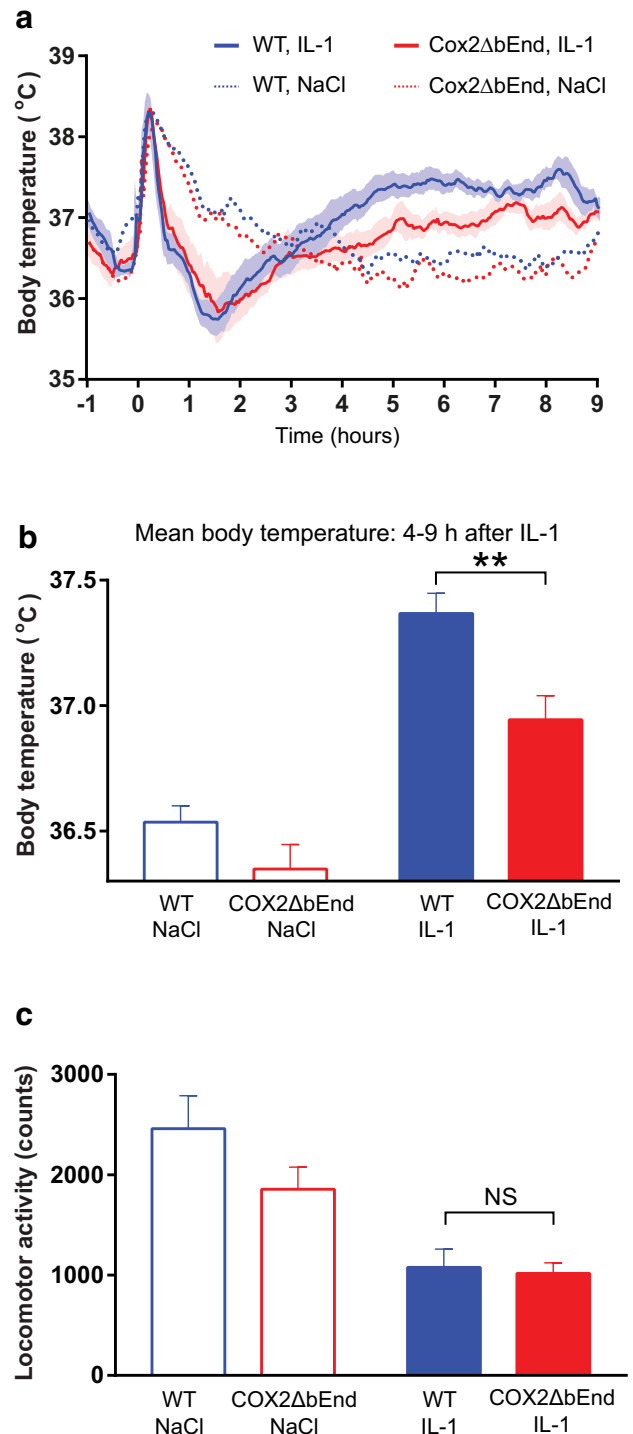 a
WT, IL-1
Cox2ΔbEnd, IL-1
WT, NaCl
Cox2ΔbEnd, NaCl
Body temperature (°C)
39
38
37
36
35
-1 0 1 2 3 4 5 6 7 8 9
Time (hours)
b
Mean body temperature: 4-9 h after IL-1
Body temperature (°C)
37.5
37.0
36.5
**
WT
NaCl
COX2ΔbEnd
NaCl
WT
IL-1
COX2ΔbEnd
IL-1
c
Locomotor activity (counts)
3000
2000
1000
0
NS
WT
NaCl
COX2ΔbEnd
NaCl
WT
IL-1
COX2ΔbEnd
IL-1